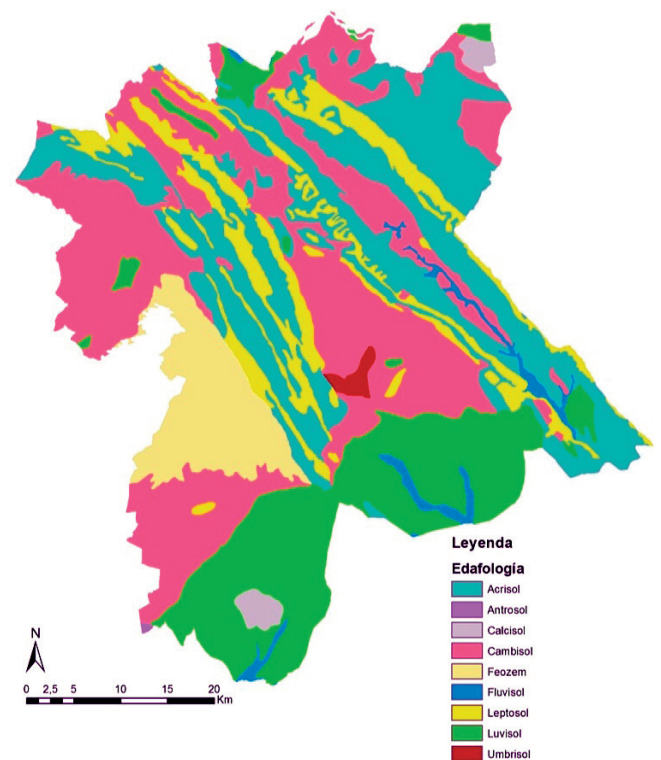 Leyenda
Edafología
Acrisol
Antrosol
Calcisol
Cambisol
Feozem
Fluvisol
Leptosol
Luvisol
Umbrisol
N
0 2,5 5 10 15 20
Km